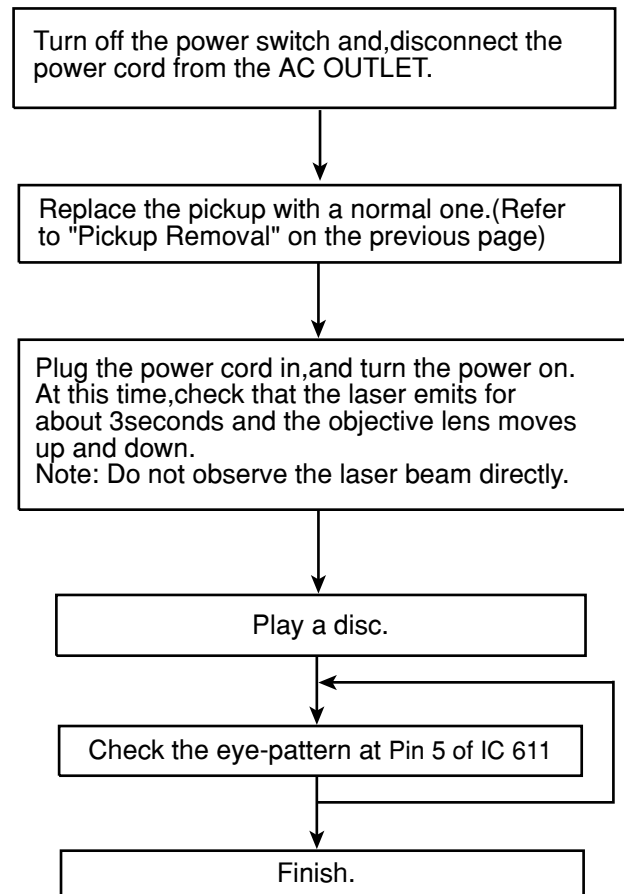 Turn off the power switch and,disconnect the
power cord from the AC OUTLET.
Replace the pickup with a normal one.(Refer
to "Pickup Removal" on the previous page)
Plug the power cord in,and turn the power on.
At this time,check that the laser emits for
about 3seconds and the objective lens moves
up and down.
Note: Do not observe the laser beam directly.
Play a disc.
Check the eye-pattern at Pin 5 of IC 611
Finish.